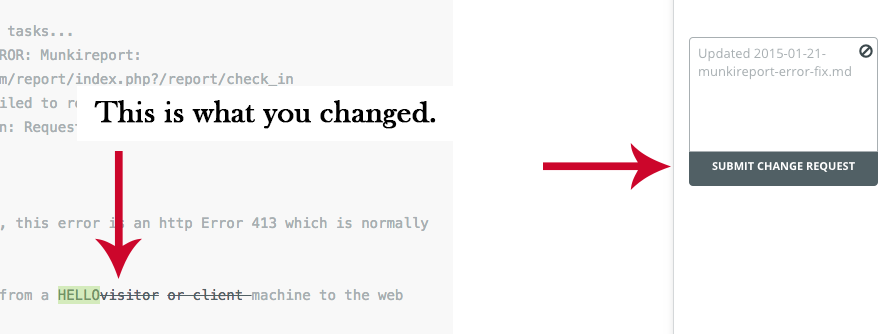 tasks...
ROR: Munkireport:
m/report/index.php?/report/check_in
iled to re
n: Request
This is what you changed.
, this error is an http Error 413 which is normally
from a HELLOvisitor or client machine to the web
Updated 2015-01-21-
munkireport-error-fix.md
SUBMIT CHANGE REQUEST